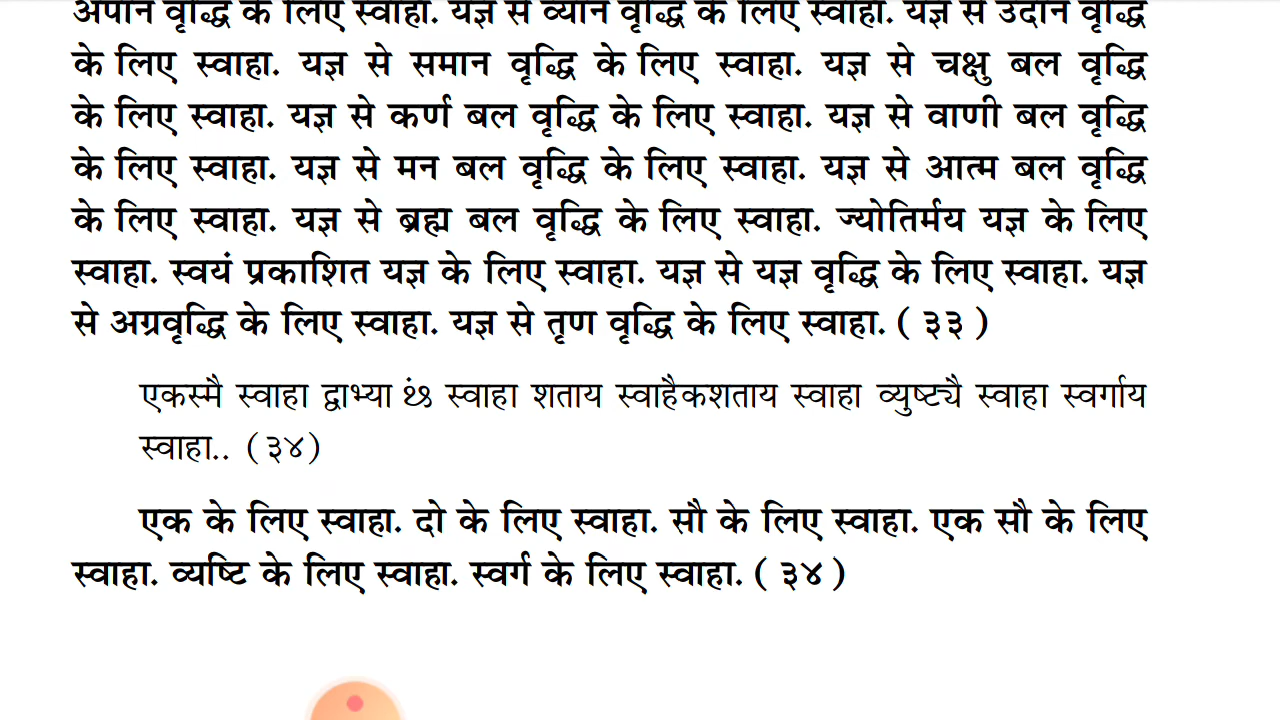 अपान वृद्धि के लिए स्वाहा. यज्ञ से व्यान वृद्धि के लिए स्वाहा. यज्ञ से उदान वृद्धि
के लिए स्वाहा. यज्ञ से समान वृद्धि के लिए स्वाहा. यज्ञ से चक्षु बल वृद्धि
के लिए स्वाहा. यज्ञ से कर्ण बल वृद्धि के लिए स्वाहा. यज्ञ से वाणी बल वृद्धि
के लिए स्वाहा. यज्ञ से मन बल वृद्धि के लिए स्वाहा. यज्ञ से आत्म बल वृद्धि
के लिए स्वाहा. यज्ञ से ब्रह्म बल वृद्धि के लिए स्वाहा. ज्योतिर्मय यज्ञ के लिए
स्वाहा. स्वयं प्रकाशित यज्ञ के लिए स्वाहा. यज्ञ से यज्ञ वृद्धि के लिए स्वाहा. यज्ञ
से अग्रवृद्धि के लिए स्वाहा. यज्ञ से तृण वृद्धि के लिए स्वाहा. ( ३३ )
एकस्मै स्वाहा द्वाभ्या ꣳ स्वाहा शताय स्वाहैकशताय स्वाहा व्युष्ट्यै स्वाहा स्वर्गाय
स्वाहा.. (३४)
एक के लिए स्वाहा. दो के लिए स्वाहा. सौ के लिए स्वाहा. एक सौ के लिए
स्वाहा. व्यष्टि के लिए स्वाहा. स्वर्ग के लिए स्वाहा. ( ३४ )